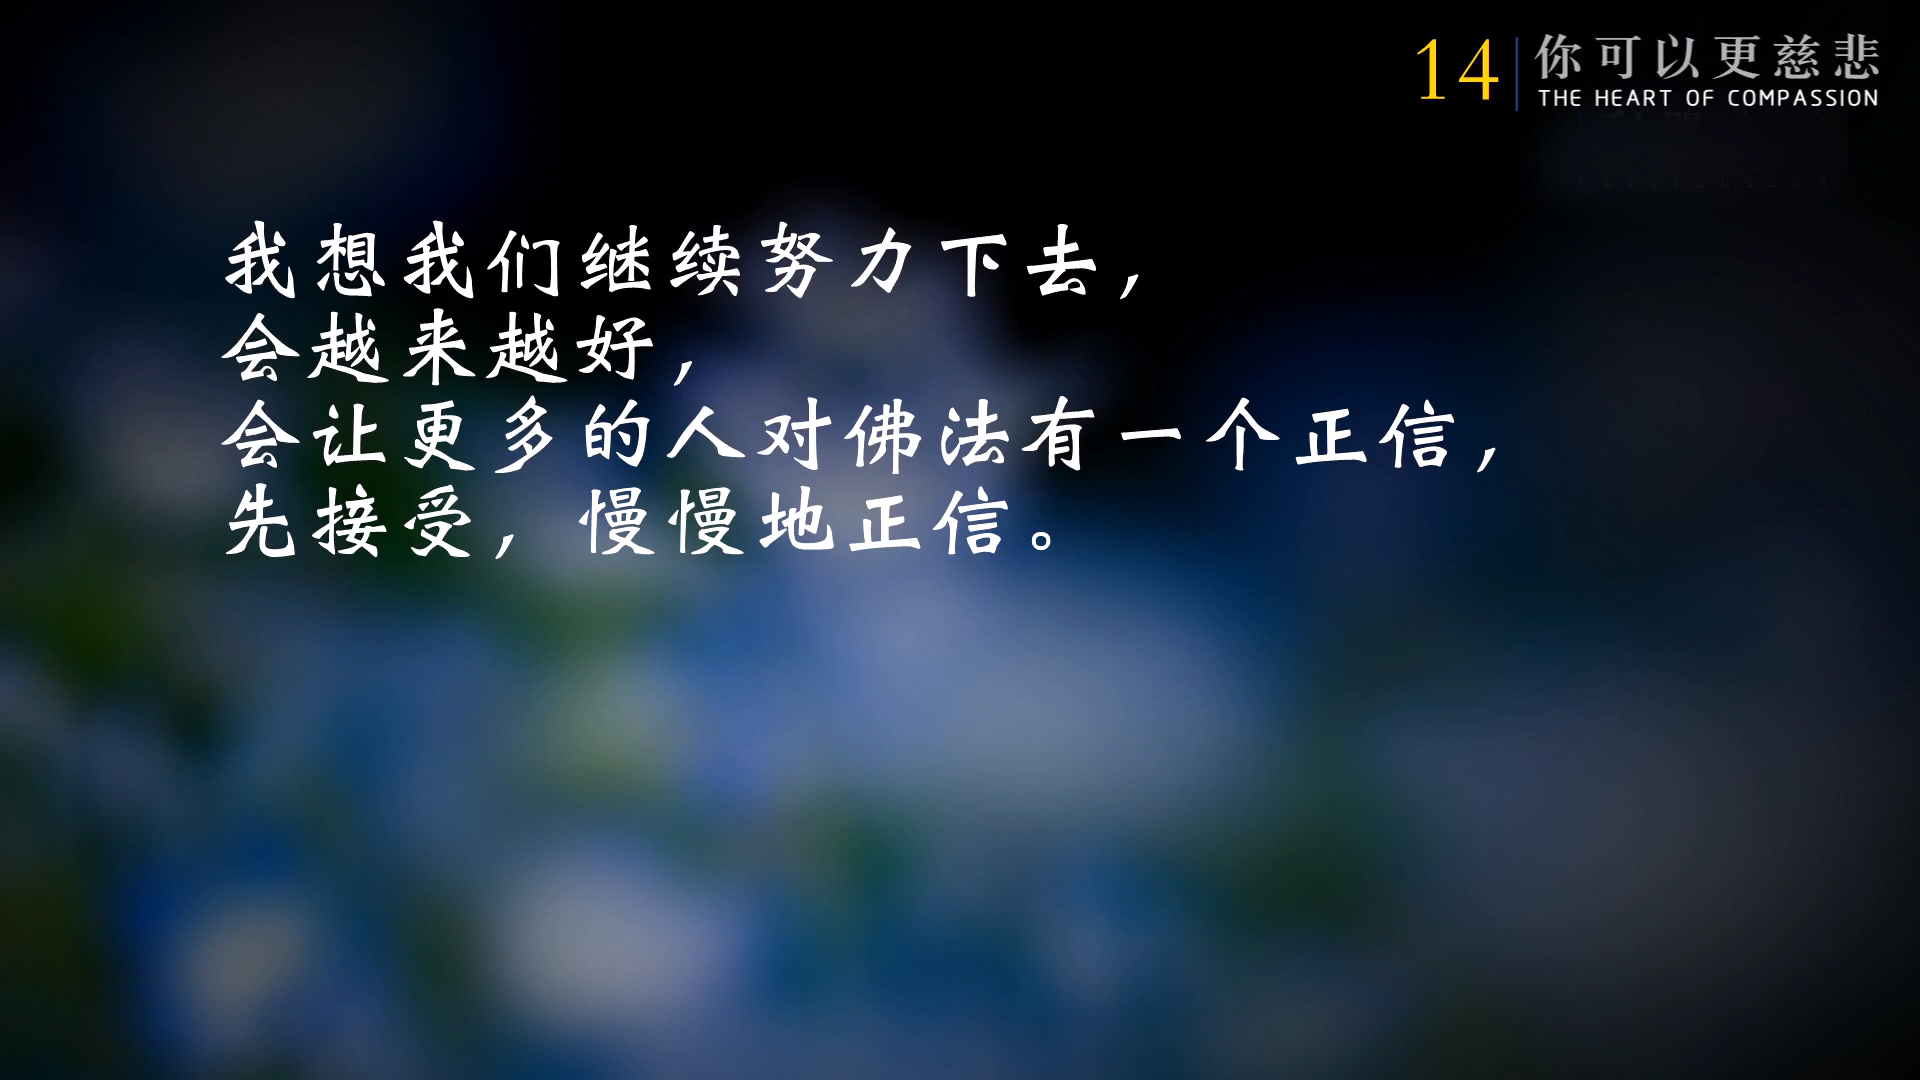 14
你可以更慈悲
THE HEART OF COMPASSION
我想我们继续努力下去，
会越来越好，
会让更多的人对佛法有一个正信，
先接受，慢慢地正信。